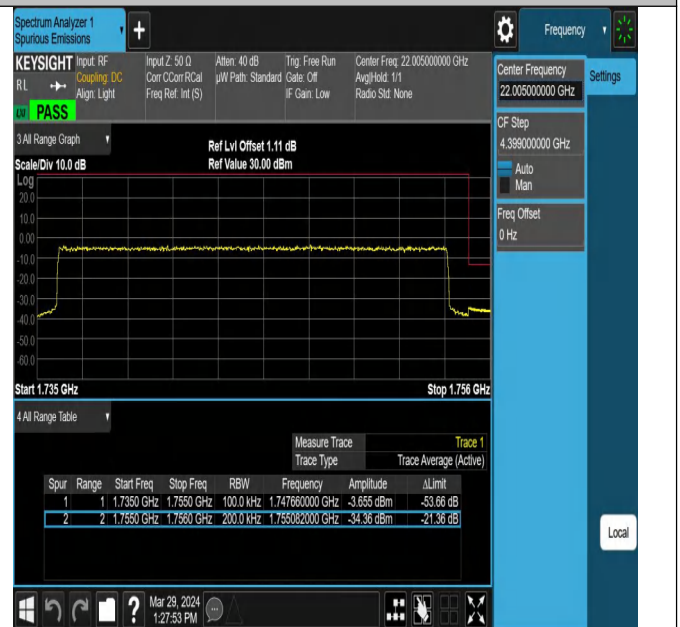 Spectrum Analyzer 1
Spurious Emissions
Frequency
KEYSIGHT Input: RF Input Z: 50 Ω Atten: 40 dB Trig: Free Run Center Freq: 22.005000000 GHz
RL Coupling: DC Corr CCorr RCal µW Path: Standard Gate: Off Avg|Hold: 1/1
Align: Light Freq Ref: Int (S) IF Gain: Low Radio Std: None
PASS
Center Frequency
22.005000000 GHz
Settings
CF Step
4.399000000 GHz
Auto
Man
Freq Offset
0 Hz
3 All Range Graph
Ref Lvl Offset 1.11 dB
Scale/Div 10.0 dB Ref Value 30.00 dBm
Log
20.0
10.0
0.00
-10.0
-20.0
-30.0
-40.0
-50.0
-60.0
Start 1.735 GHz Stop 1.756 GHz
4 All Range Table
Measure Trace Trace 1
Trace Type Trace Average (Active)
Spur Range Start Freq Stop Freq RBW Frequency Amplitude ΔLimit
1 1 1.7350 GHz 1.7550 GHz 100.0 kHz 1.747660000 GHz -3.655 dBm -53.66 dB
2 2 1.7550 GHz 1.7560 GHz 200.0 kHz 1.755082000 GHz -34.36 dBm -21.36 dB
Local
Mar 29, 2024
1:27:53 PM